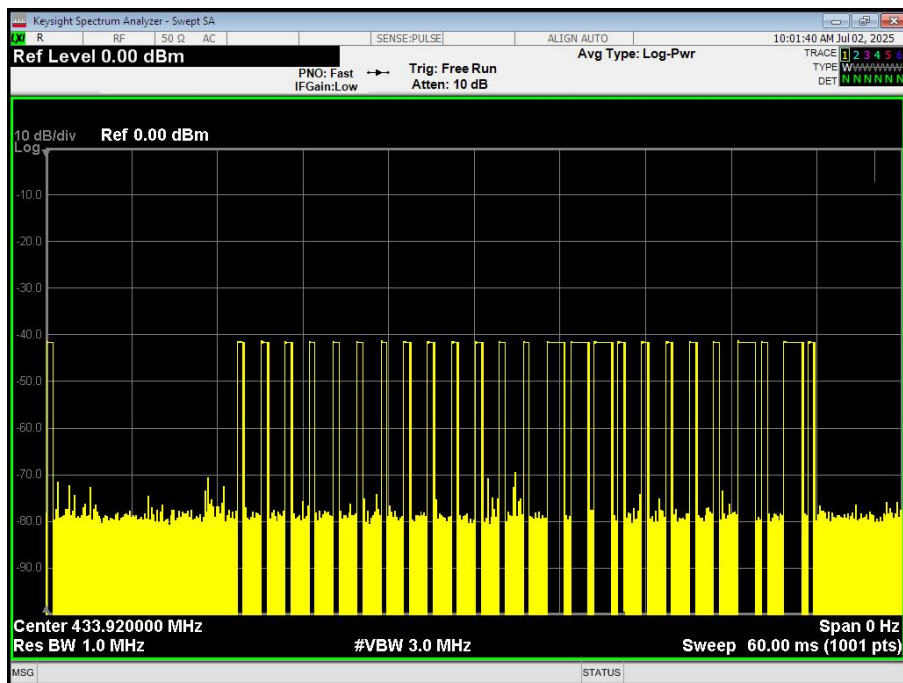 Keysight Spectrum Analyzer - Swept SA
LXI R RF 50 Ω AC SENSE:PULSE ALIGN AUTO 10:01:40 AM Jul 02, 2025
Ref Level 0.00 dBm Avg Type: Log-Pwr TRACE 1 2 3 4 5 6
PNO: Fast Trig: Free Run TYPE WWWWWW
IFGain:Low Atten: 10 dB DET N N N N N N
10 dB/div Ref 0.00 dBm
Log
-10.0
-20.0
-30.0
-40.0
-50.0
-60.0
-70.0
-80.0
-90.0
Center 433.920000 MHz Span 0 Hz
Res BW 1.0 MHz #VBW 3.0 MHz Sweep 60.00 ms (1001 pts)
MSG STATUS